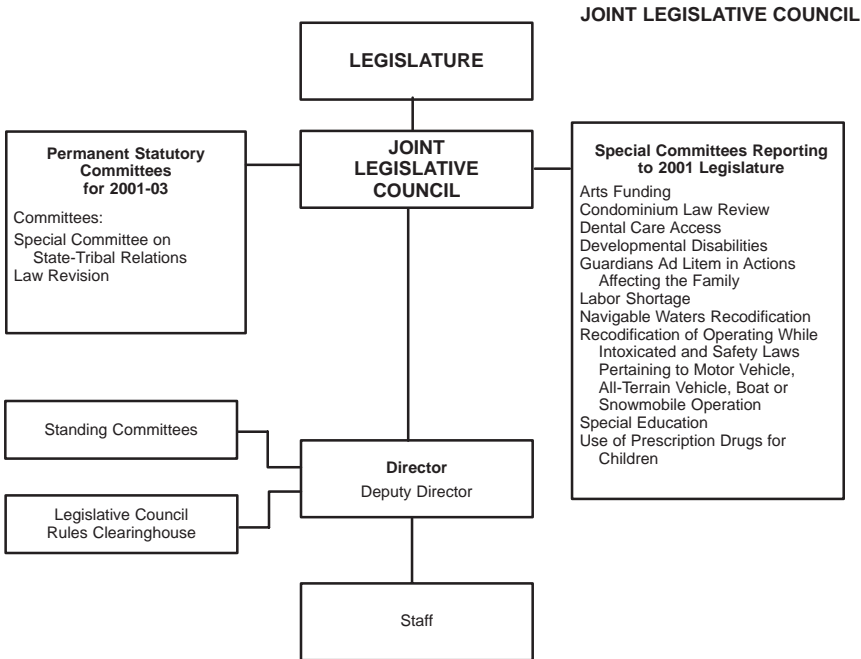 JOINT LEGISLATIVE COUNCIL
LEGISLATURE
JOINT
LEGISLATIVE
COUNCIL
Permanent Statutory
Committees
for 2001-03
Committees:
Special Committee on
State-Tribal Relations
Law Revision
Special Committees Reporting
to 2001 Legislature
Arts Funding
Condominium Law Review
Dental Care Access
Developmental Disabilities
Guardians Ad Litem in Actions
Affecting the Family
Labor Shortage
Navigable Waters Recodification
Recodification of Operating While
Intoxicated and Safety Laws
Pertaining to Motor Vehicle,
All-Terrain Vehicle, Boat or
Snowmobile Operation
Special Education
Use of Prescription Drugs for
Children
Standing Committees
Legislative Council
Rules Clearinghouse
Director
Deputy Director
Staff